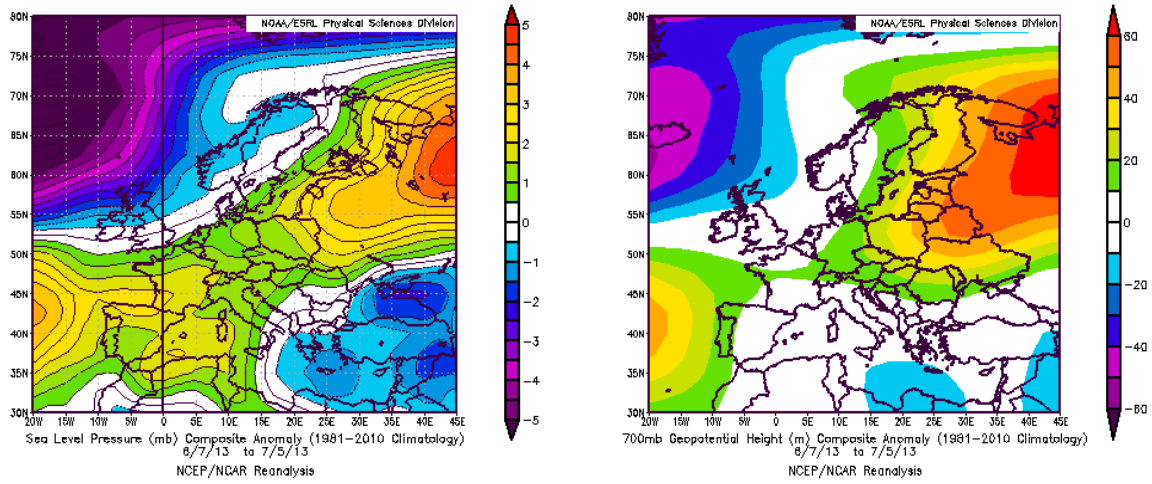 NOAA/ESRL Physical Sciences Division
80N
75N
70N
65N
60N
55N
50N
45N
40N
35N
30N
20W 15W 10W 5W 0 5E 10E 15E 20E 25E 30E 35E 40E 45E
5
4
3
2
1
0
-1
-2
-3
-4
-5
Sea Level Pressure (mb) Composite Anomaly (1981-2010 Climatology)
6/7/13 to 7/5/13
NCEP/NCAR Reanalysis
NOAA/ESRL Physical Sciences Division
80N
75N
70N
65N
60N
55N
50N
45N
40N
35N
30N
20W 15W 10W 5W 0 5E 10E 15E 20E 25E 30E 35E 40E 45E
60
40
20
0
-20
-40
-60
700mb Geopotential Height (m) Composite Anomaly (1981-2010 Climatology)
6/7/13 to 7/5/13
NCEP/NCAR Reanalysis